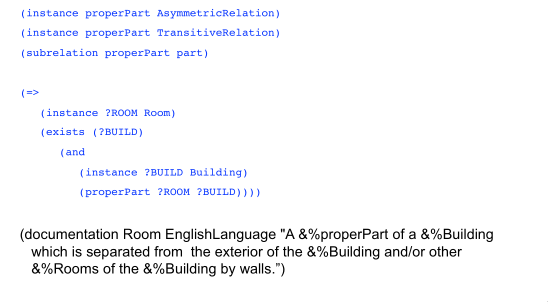 (instance properPart AsymmetricRelation)
(instance properPart TransitiveRelation)
(subrelation properPart part)
(=>
(instance ?ROOM Room)
(exists (?BUILD)
(and
(instance ?BUILD Building)
(properPart ?ROOM ?BUILD))))
(documentation Room EnglishLanguage "A &%properPart of a &%Building
which is separated from the exterior of the &%Building and/or other
&%Rooms of the &%Building by walls.”)